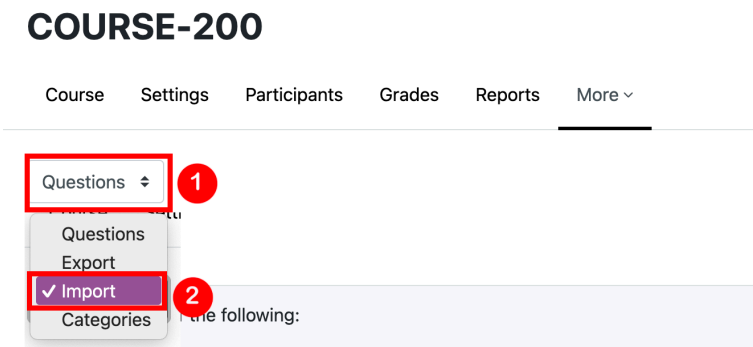 COURSE-200
Course Settings Participants Grades Reports More
Questions 1
Questions
Export
✓ Import 2
Categories
the following: